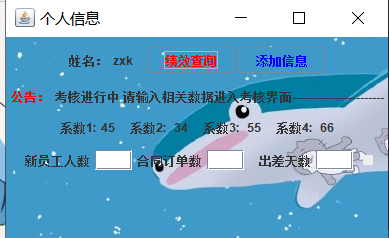 个人信息
姓名： zxk 绩效查询 添加信息
公告： 考核进行中,请输入相关数据进入考核界面------------------------
系数1: 45 系数2: 34 系数3: 55 系数4: 66
新员工人数 合同订单数 出差天数